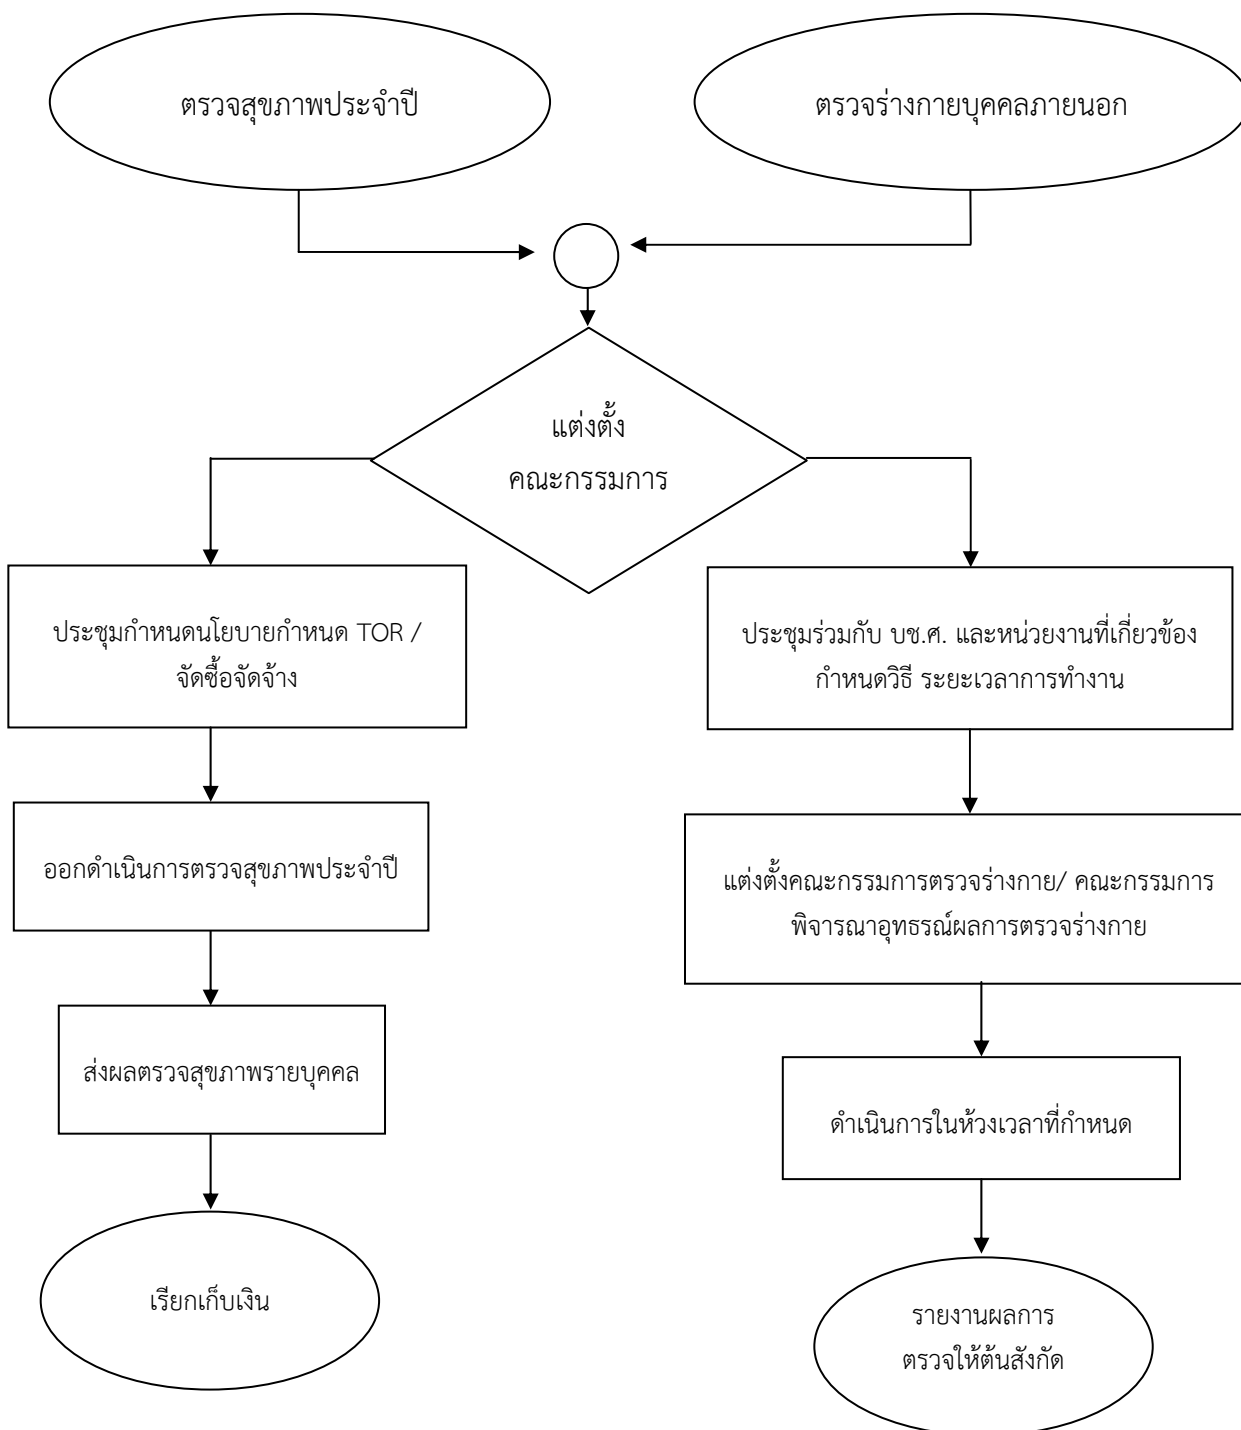 ตรวจสุขภาพประจำปี
ตรวจร่างกายบุคคลภายนอก
แต่งตั้ง
คณะกรรมการ
ประชุมกำหนดนโยบายกำหนด TOR /
จัดซื้อจัดจ้าง
ประชุมร่วมกับ บช.ศ. และหน่วยงานที่เกี่ยวข้อง
กำหนดวิธี ระยะเวลาการทำงาน
ออกดำเนินการตรวจสุขภาพประจำปี
แต่งตั้งคณะกรรมการตรวจร่างกาย/ คณะกรรมการ
พิจารณาอุทธรณ์ผลการตรวจร่างกาย
ส่งผลตรวจสุขภาพรายบุคคล
ดำเนินการในห้วงเวลาที่กำหนด
เรียกเก็บเงิน
รายงานผลการ
ตรวจให้ต้นสังกัด